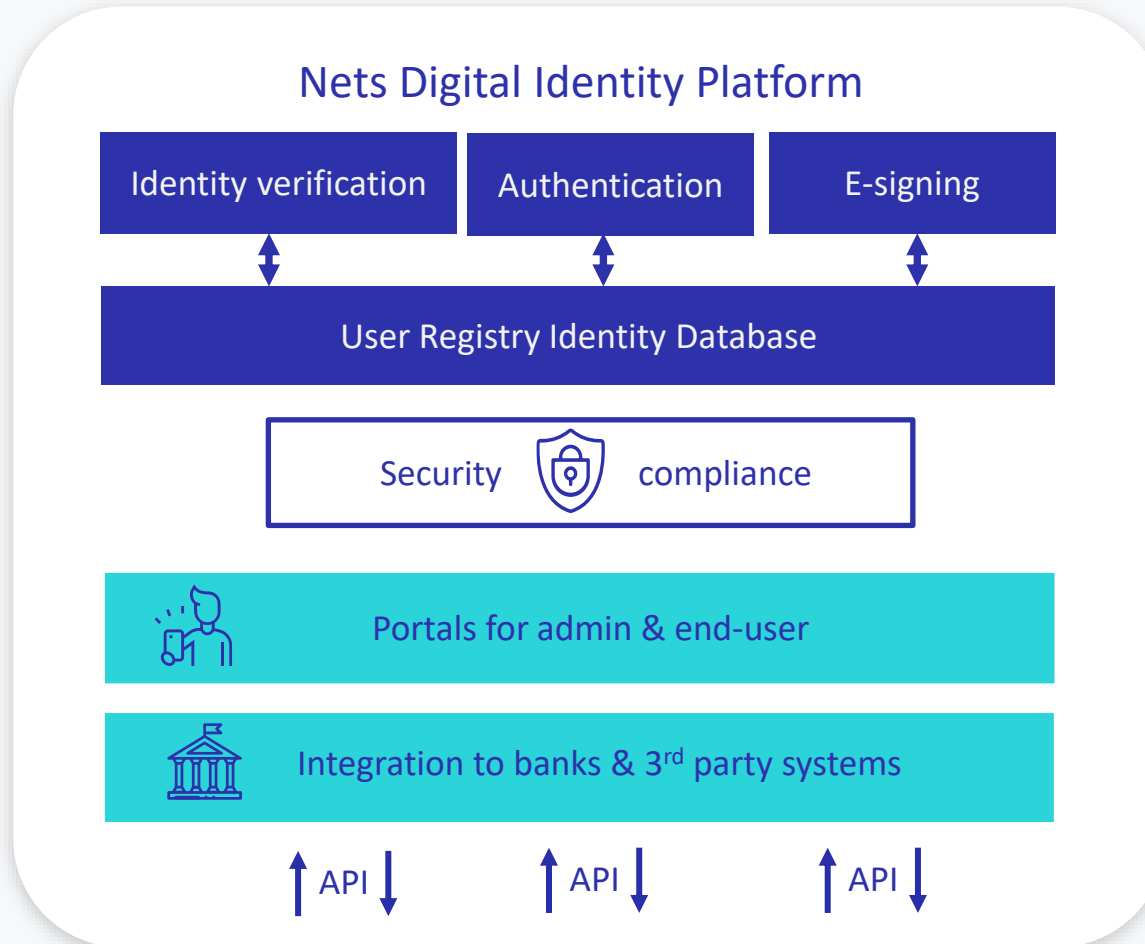 Nets Digital Identity Platform
Identity verification
Authentication
E-signing
User Registry Identity Database
Security compliance
Portals for admin & end-user
Integration to banks & 3rd party systems
API
API
API